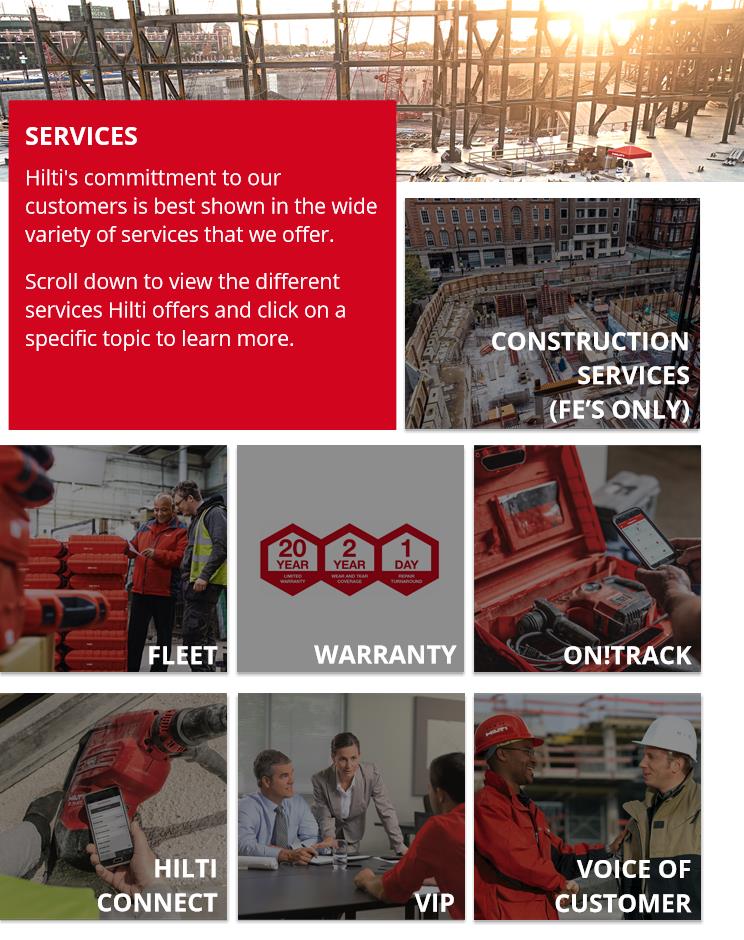 SERVICES
Hilti's committment to our
customers is best shown in the wide
variety of services that we offer.
Scroll down to view the different
services Hilti offers and click on a
specific topic to learn more.
CONSTRUCTION
SERVICES
(FE'S ONLY)
FLEET
20
YEAR
LIMITED
WARRANTY
2
YEAR
WEAR AND TEAR
COVERAGE
1
DAY
REPAIR
TURNAROUND
WARRANTY
ON!TRACK
HILTI
CONNECT
VIP
HILTI
VOICE OF
CUSTOMER